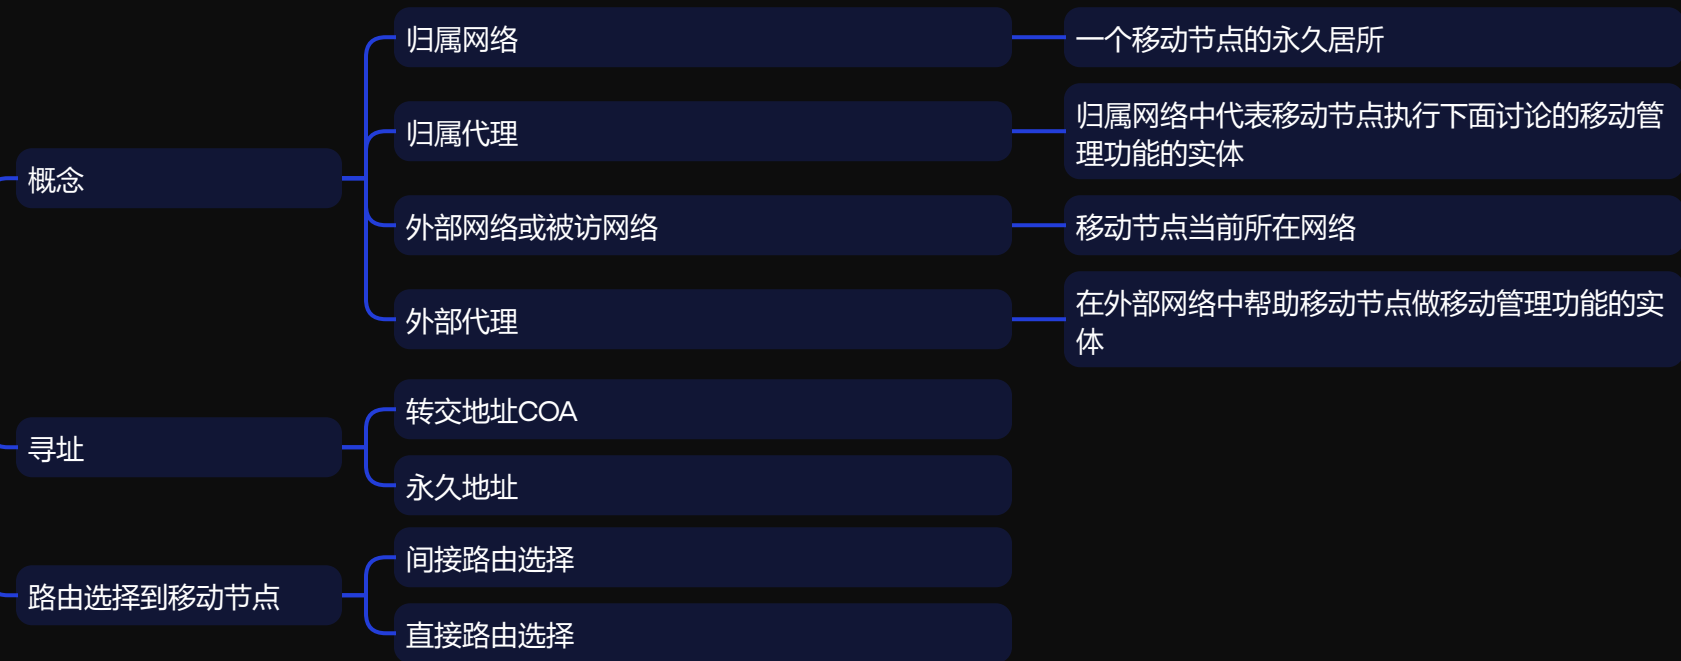 概念
归属网络
一个移动节点的永久居所
归属代理
归属网络中代表移动节点执行下面讨论的移动管
理功能的实体
外部网络或被访网络
移动节点当前所在网络
外部代理
在外部网络中帮助移动节点做移动管理功能的实
体
寻址
转交地址COA
永久地址
路由选择到移动节点
间接路由选择
直接路由选择